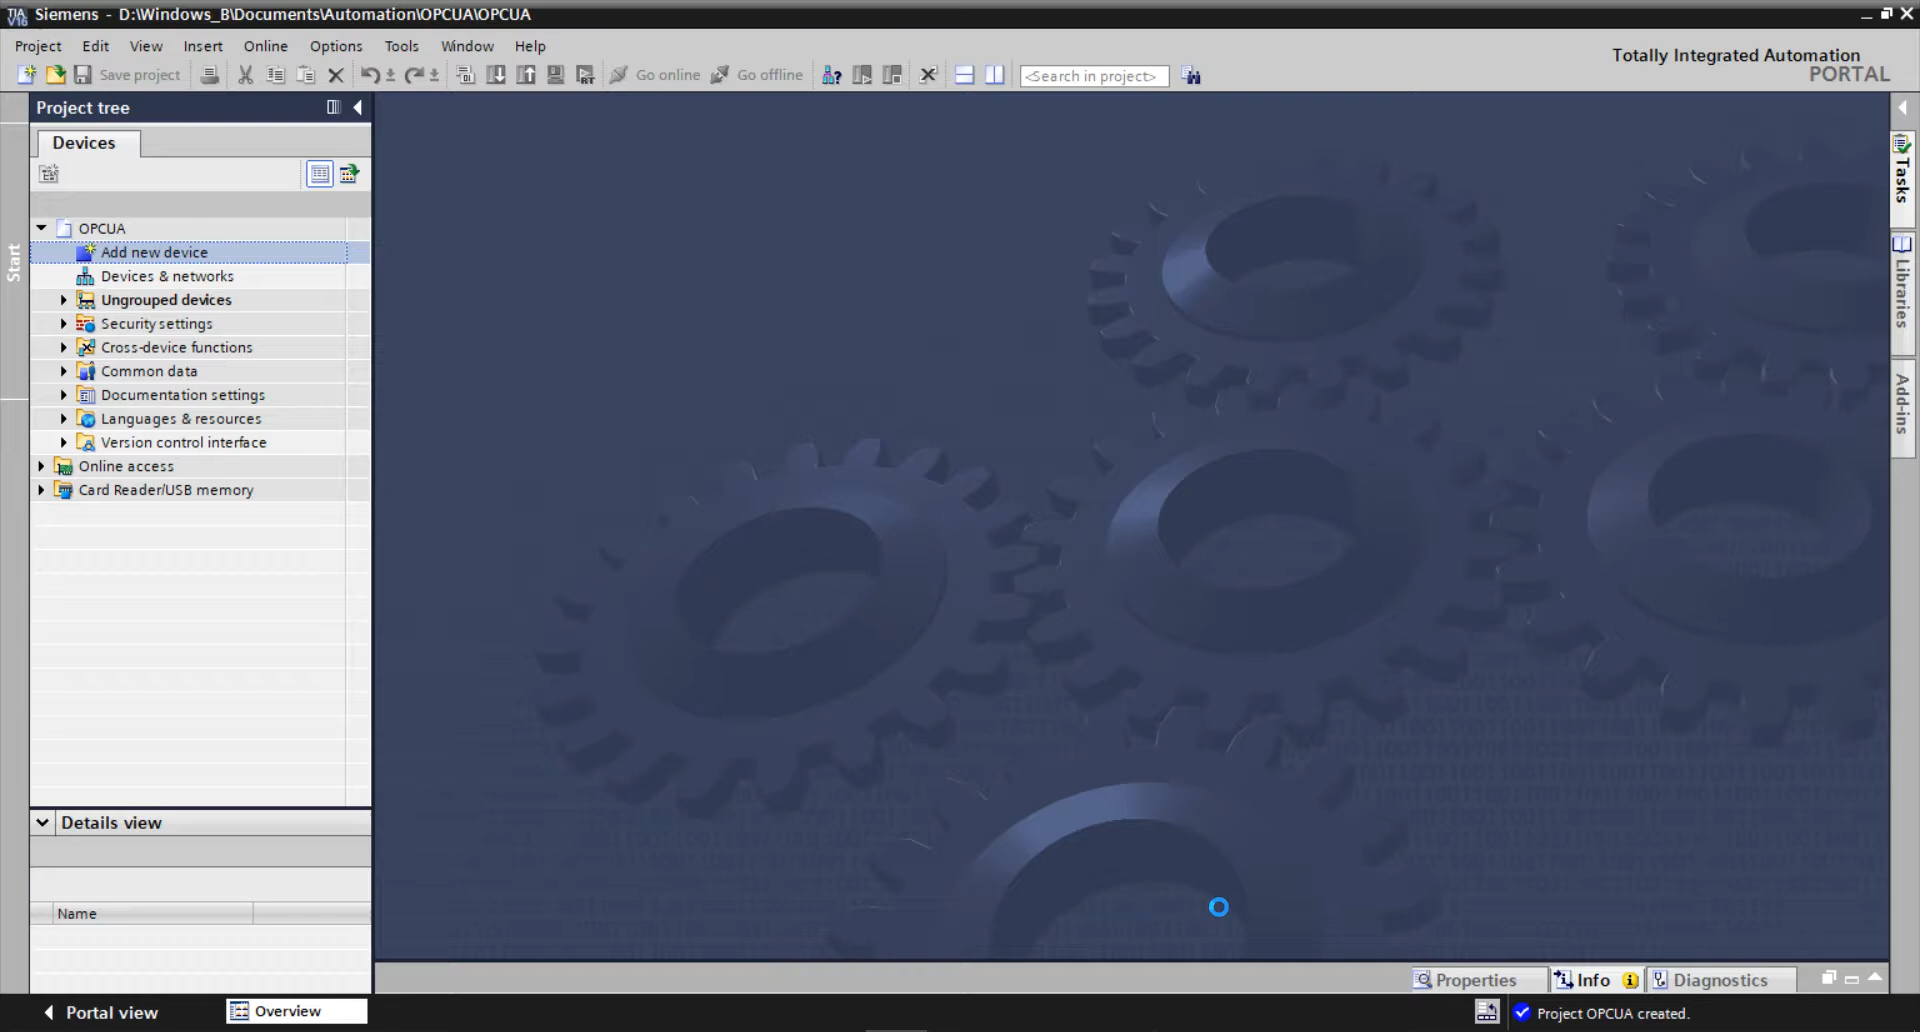 TIA
V16
Siemens - D:\Windows_B\Documents\Automation\OPCUA\OPCUA
Project Edit View Insert Online Options Tools Window Help
Totally Integrated Automation
PORTAL
Save project
Go online
Go offline
<Search in project>
Project tree
Devices
Start
OPCUA
Add new device
Devices & networks
Ungrouped devices
Security settings
Cross-device functions
Common data
Documentation settings
Languages & resources
Version control interface
Online access
Card Reader/USB memory
Details view
Name
Tasks
Libraries
Add-ins
Properties
Info
Diagnostics
Portal view
Overview
Project OPCUA created.